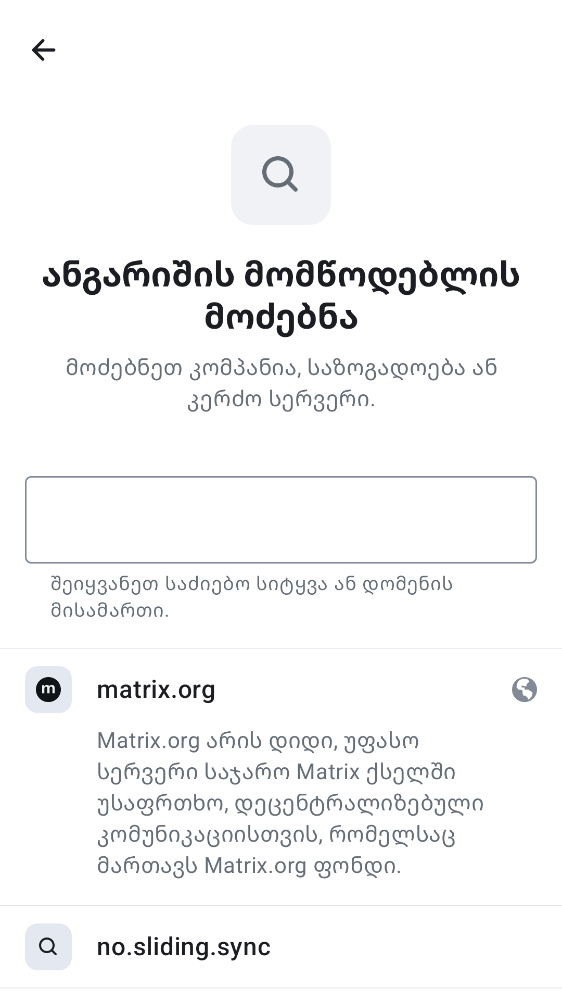 ანგარიშის მომწოდებლის
მოძებნა
მოძებნეთ კომპანია, საზოგადოება ან
კერძო სერვერი.
შეიყვანეთ საძიებო სიტყვა ან დომენის
მისამართი.
m
matrix.org
Matrix.org არის დიდი, უფასო
სერვერი საჯარო Matrix ქსელში
უსაფრთხო, დეცენტრალიზებული
კომუნიკაციისთვის, რომელსაც
მართავს Matrix.org ფონდი.
no.sliding.sync